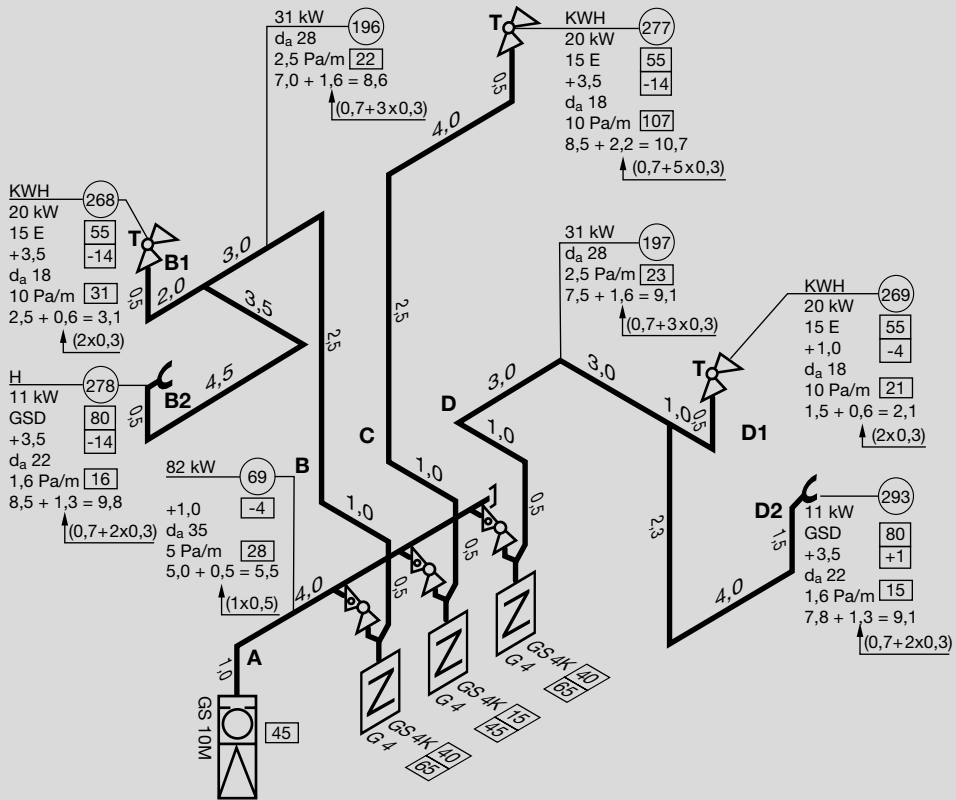 31 kW
196
da 28
2,5 Pa/m 22
7,0 + 1,6 = 8,6
(0,7+3x0,3)
T
KWH
277
20 kW
15 E 55
+3,5 -14
da 18
10 Pa/m 107
8,5 + 2,2 = 10,7
(0,7+5x0,3)
0,5
4,0
KWH
268
20 kW
15 E 55
+3,5 -14
da 18
10 Pa/m 31
2,5 + 0,6 = 3,1
(2x0,3)
T
B1
0,5
2,0
3,0
3,5
4,5
0,5
2,5
2,5
H
278
11 kW
GSD 80
+3,5 -14
da 22
1,6 Pa/m 16
8,5 + 1,3 = 9,8
(0,7+2x0,3)
B2
31 kW
197
da 28
2,5 Pa/m 23
7,5 + 1,6 = 9,1
(0,7+3x0,3)
KWH
269
20 kW
15 E 55
+1,0 -4
da 18
10 Pa/m 21
1,5 + 0,6 = 2,1
(2x0,3)
T
D1
3,0
3,0
1,0
0,5
D
1,0
0,5
C
1,0
0,5
B
1,0
0,5
82 kW
69
+1,0 -4
da 35
5 Pa/m 28
5,0 + 0,5 = 5,5
(1x0,5)
4,0
A
1,0
2,3
4,0
1,5
D2
293
11 kW
GSD 80
+3,5 +1
da 22
1,6 Pa/m 15
7,8 + 1,3 = 9,1
(0,7+2x0,3)
GS 10M
45
GS 4K 40
G 4 65
GS 4K 15
G 4 45
GS 4K 40
G 4 65